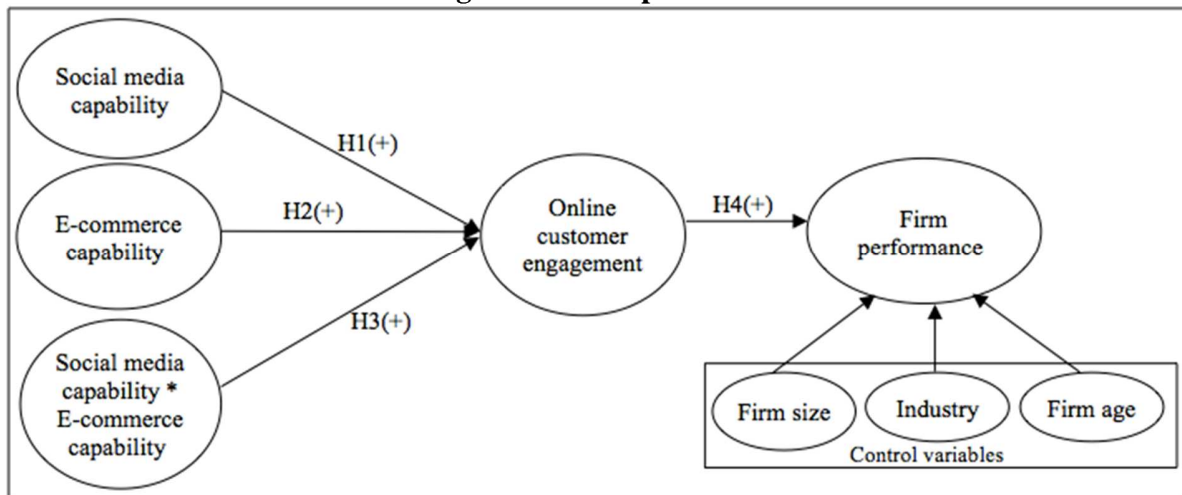 Social media
capability
H1(+)
E-commerce
capability
H2(+)
Social media
capability *
E-commerce
capability
H3(+)
Online
customer
engagement
H4(+)
Firm
performance
Firm size
Industry
Firm age
Control variables